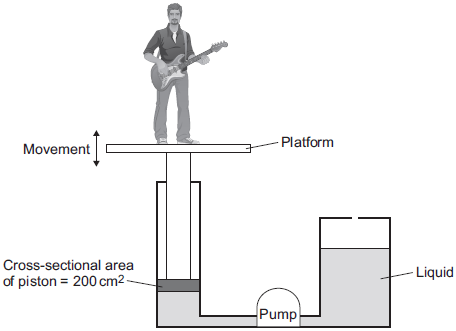 Movement
Platform
Cross-sectional area
of piston = 200 cm2
Liquid
Pump